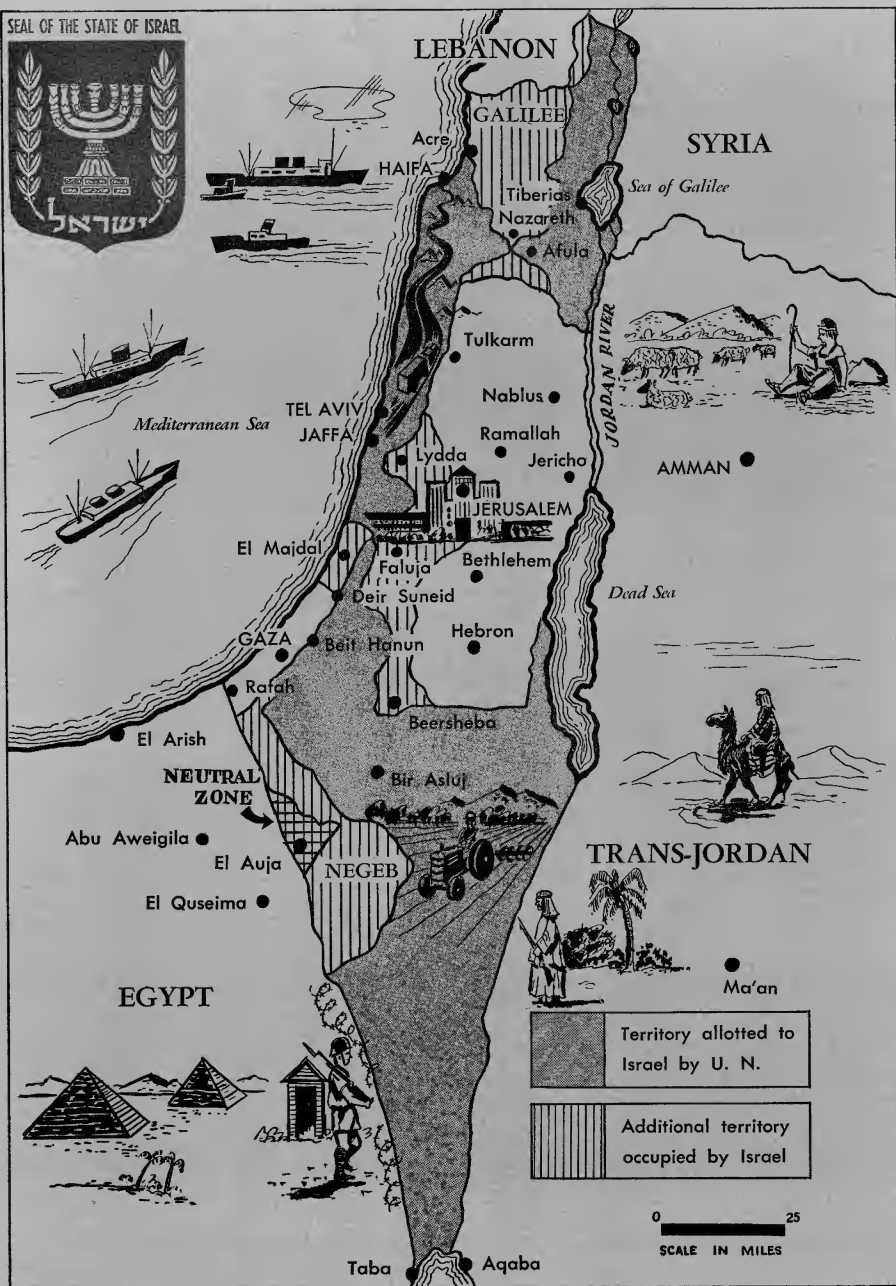 SEAL OF THE STATE OF ISRAEL
ישראל
LEBANON
GALILEE
Acre
HAIFA
SYRIA
Tiberias
Sea of Galilee
Nazareth
Afula
Tulkarm
JORDAN RIVER
Nablus
TEL AVIV
Mediterranean Sea
JAFFA
Ramallah
Lydda
Jericho
AMMAN
JERUSALEM
El Majdal
Faluja
Bethlehem
Deir Suneid
Dead Sea
GAZA
Beit Hanun
Hebron
Rafah
Beersheba
El Arish
Bir Asluj
NEUTRAL
ZONE
Abu Aweigila
El Auja
NEGEB
TRANS-JORDAN
El Quseima
EGYPT
Ma'an
Territory allotted to
Israel by U. N.
Additional territory
occupied by Israel
0 25
SCALE IN MILES
Taba
Aqaba